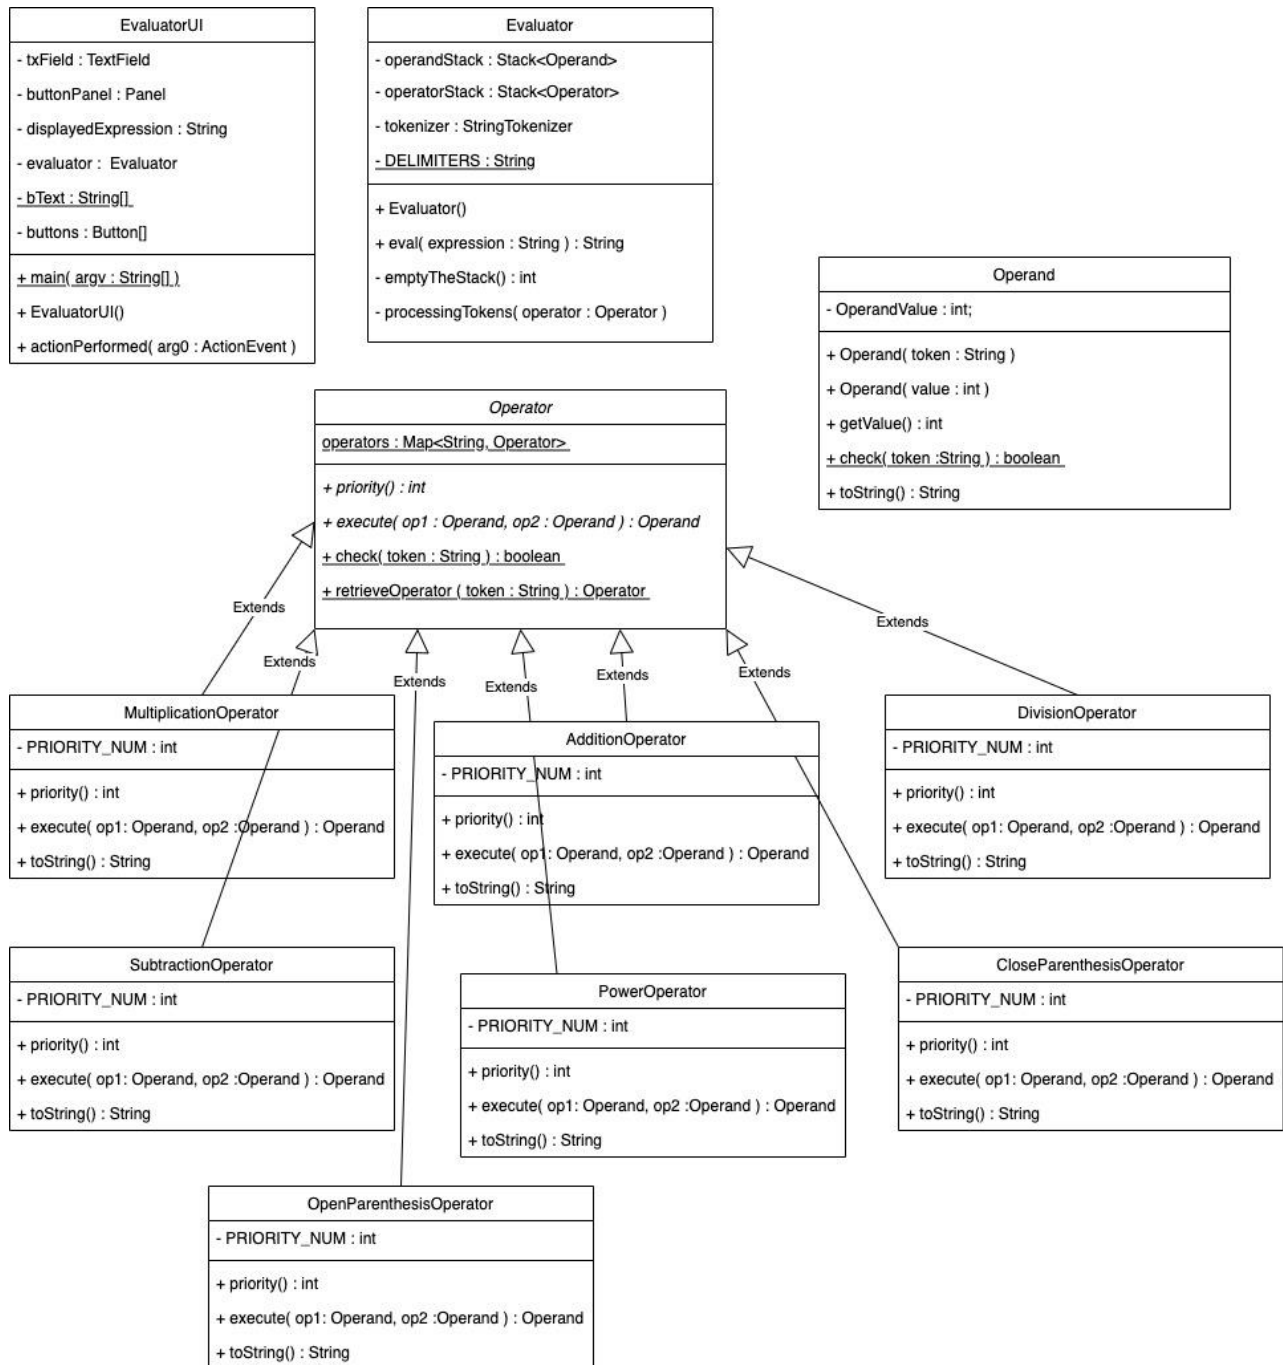 EvaluatorUI
- txField : TextField
- buttonPanel : Panel
- displayedExpression : String
- evaluator :  Evaluator
- bText : String[]
- buttons : Button[]
+ main( argv : String[] )
+ EvaluatorUI()
+ actionPerformed( arg0 : ActionEvent )
Evaluator
- operandStack : Stack<Operand>
- operatorStack : Stack<Operator>
- tokenizer : StringTokenizer
- DELIMITERS : String
+ Evaluator()
+ eval( expression : String ) : String
- emptyTheStack() : int
- processingTokens( operator : Operator )
Operand
- OperandValue : int;
+ Operand( token : String )
+ Operand( value : int )
+ getValue() : int
+ check( token :String ) : boolean
+ toString() : String
Operator
operators : Map<String, Operator>
+ priority() : int
+ execute( op1 : Operand, op2 : Operand ) : Operand
+ check( token : String ) : boolean
+ retrieveOperator ( token : String ) : Operator
Extends
Extends
Extends
Extends
Extends
Extends
Extends
MultiplicationOperator
- PRIORITY_NUM : int
+ priority() : int
+ execute( op1: Operand, op2 :Operand ) : Operand
+ toString() : String
AdditionOperator
- PRIORITY_NUM : int
+ priority() : int
+ execute( op1: Operand, op2 :Operand ) : Operand
+ toString() : String
DivisionOperator
- PRIORITY_NUM : int
+ priority() : int
+ execute( op1: Operand, op2 :Operand ) : Operand
+ toString() : String
SubtractionOperator
- PRIORITY_NUM : int
+ priority() : int
+ execute( op1: Operand, op2 :Operand ) : Operand
+ toString() : String
PowerOperator
- PRIORITY_NUM : int
+ priority() : int
+ execute( op1: Operand, op2 :Operand ) : Operand
+ toString() : String
CloseParenthesisOperator
- PRIORITY_NUM : int
+ priority() : int
+ execute( op1: Operand, op2 :Operand ) : Operand
+ toString() : String
OpenParenthesisOperator
- PRIORITY_NUM : int
+ priority() : int
+ execute( op1: Operand, op2 :Operand ) : Operand
+ toString() : String